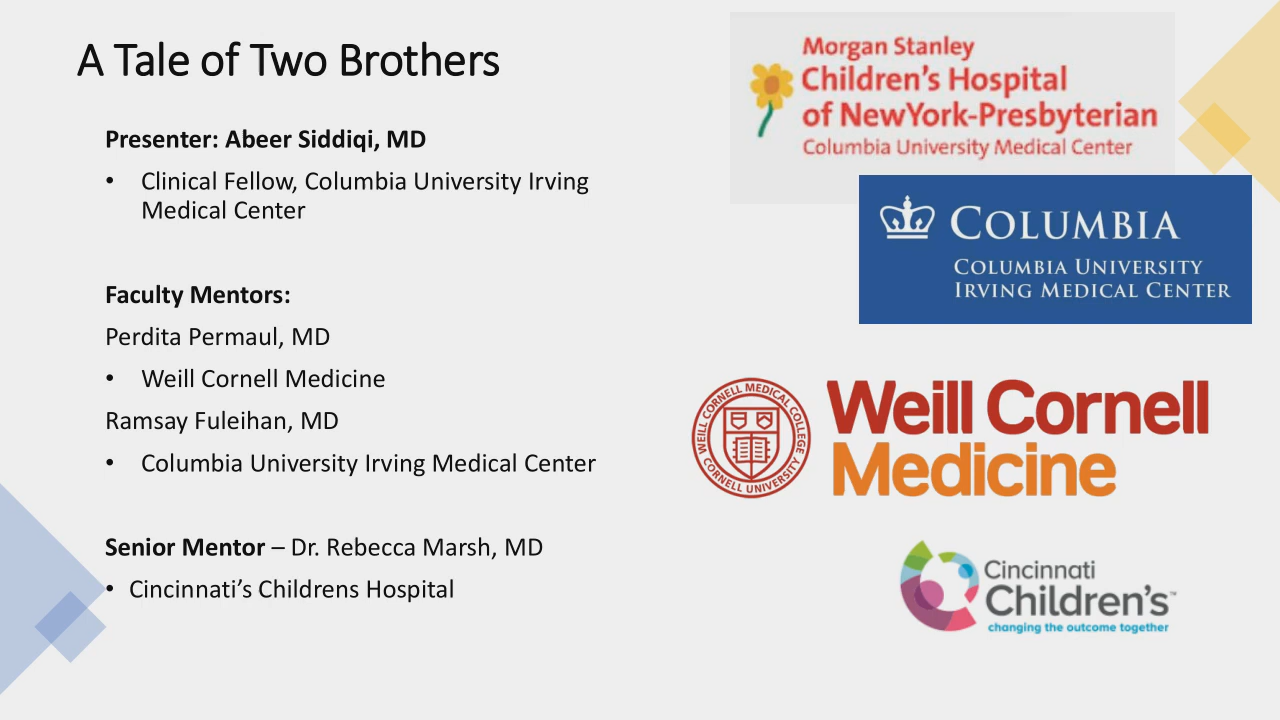 A Tale of Two Brothers
Presenter: Abeer Siddiqi, MD
• Clinical Fellow, Columbia University Irving
Medical Center
Faculty Mentors:
Perdita Permaul, MD
• Weill Cornell Medicine
Ramsay Fuleihan, MD
• Columbia University Irving Medical Center
Senior Mentor – Dr. Rebecca Marsh, MD
• Cincinnati’s Childrens Hospital
Morgan Stanley
Children’s Hospital
of NewYork-Presbyterian
Columbia University Medical Center
COLUMBIA
COLUMBIA UNIVERSITY
IRVING MEDICAL CENTER
WEILL CORNELL MEDICAL COLLEGE
CORNELL UNIVERSITY
Weill Cornell
Medicine
Cincinnati
Children’s™
changing the outcome together